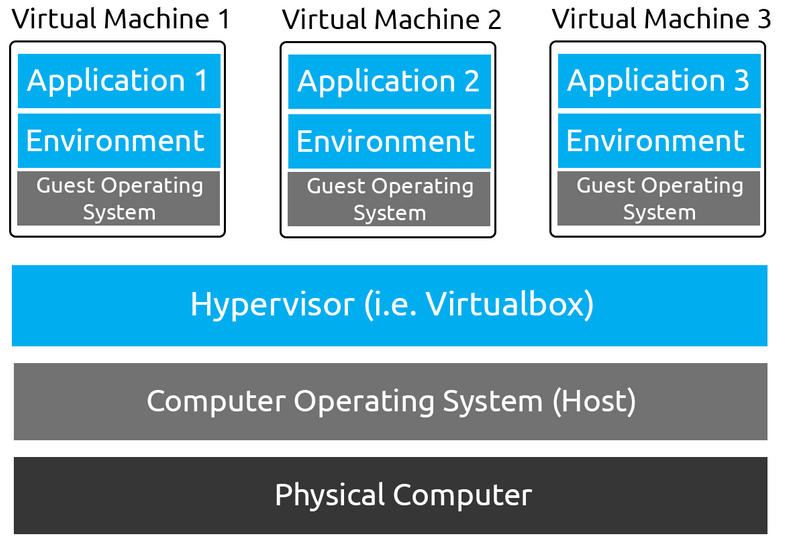 Virtual Machine 1
Virtual Machine 2
Virtual Machine 3
Application 1
Application 2
Application 3
Environment
Environment
Environment
Guest Operating
System
Guest Operating
System
Guest Operating
System
Hypervisor (i.e. Virtualbox)
Computer Operating System (Host)
Physical Computer